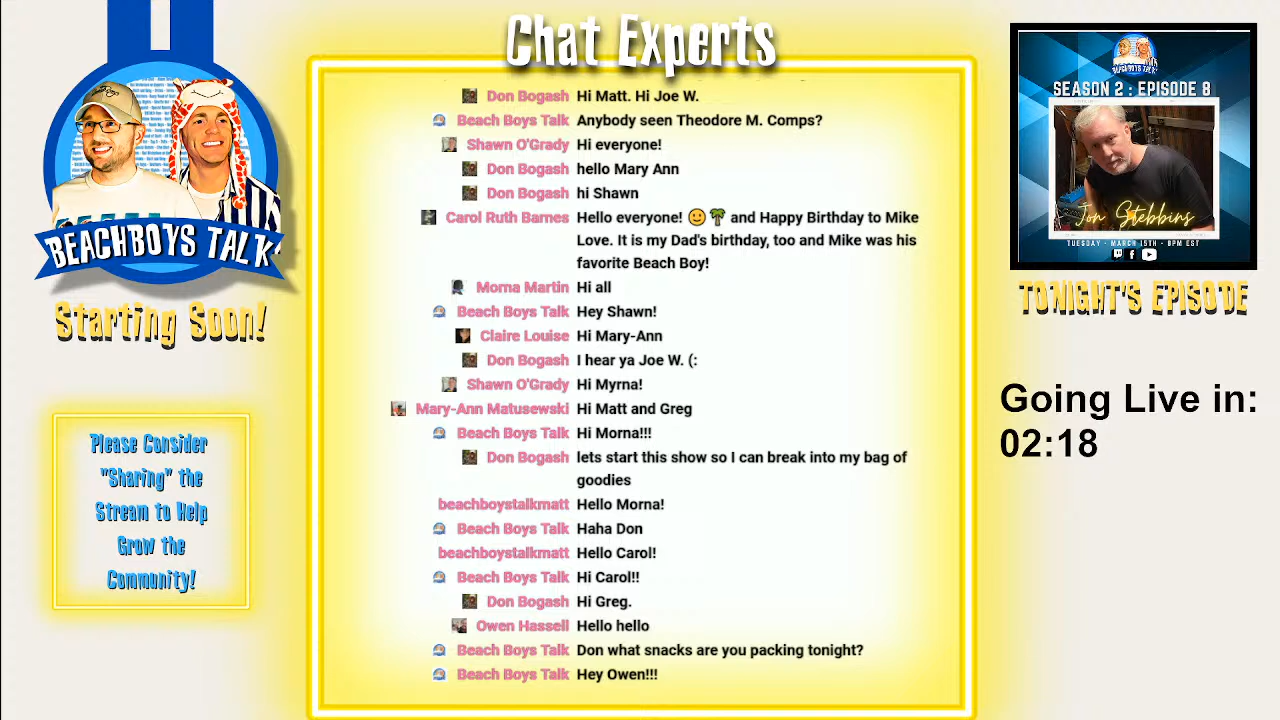 BEACHBOYS TALK
Starting Soon!
Please Consider
"Sharing" the
Stream to Help
Grow the
Community!
Chat Experts
Don Bogash Hi Matt. Hi Joe W.
Beach Boys Talk Anybody seen Theodore M. Comps?
Shawn O'Grady Hi everyone!
Don Bogash hello Mary Ann
Don Bogash hi Shawn
Carol Ruth Barnes Hello everyone! 🙂🌴 and Happy Birthday to Mike
Love. It is my Dad's birthday, too and Mike was his
favorite Beach Boy!
Morna Martin Hi all
Beach Boys Talk Hey Shawn!
Claire Louise Hi Mary-Ann
Don Bogash I hear ya Joe W. (:
Shawn O'Grady Hi Myrna!
Mary-Ann Matusewski Hi Matt and Greg
Beach Boys Talk Hi Morna!!!
Don Bogash lets start this show so I can break into my bag of
goodies
beachboystalkmatt Hello Morna!
Beach Boys Talk Haha Don
beachboystalkmatt Hello Carol!
Beach Boys Talk Hi Carol!!
Don Bogash Hi Greg.
Owen Hassell Hello hello
Beach Boys Talk Don what snacks are you packing tonight?
Beach Boys Talk Hey Owen!!!
BEACHBOYS TALK
SEASON 2 : EPISODE 8
Jon Stebbins
TUESDAY - MARCH 15TH - 8PM EST
TONIGHT'S EPISODE
Going Live in:
02:18